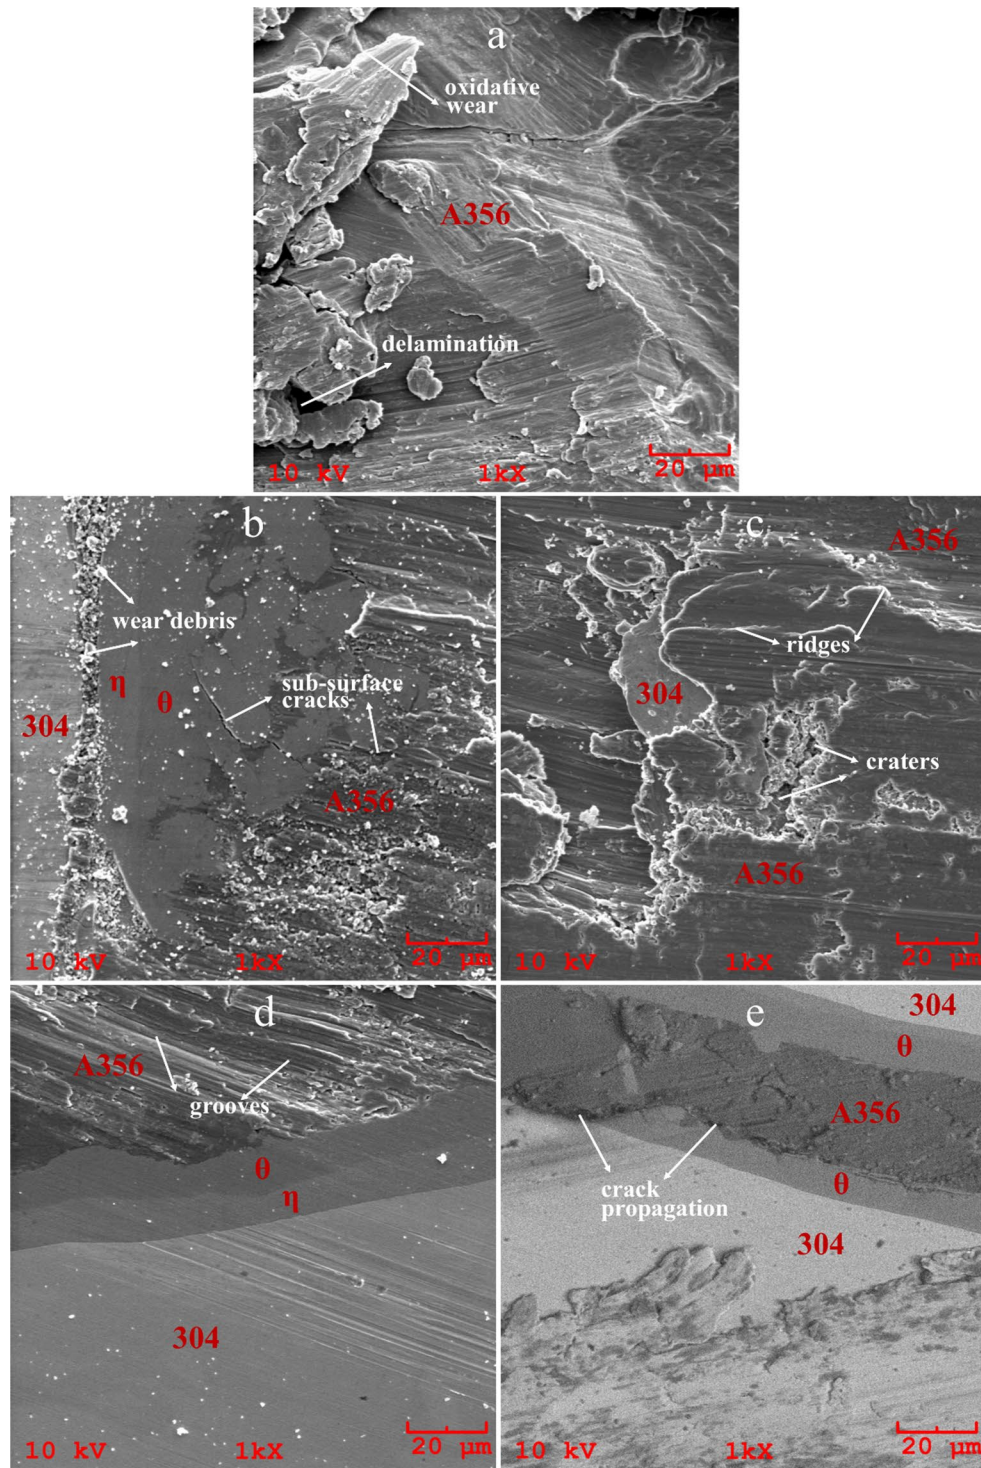 a
oxidative
wear
A356
delamination
10 kV 1kX 20 μm
b
wear debris
η
θ
sub-surface
cracks
304
A356
10 kV 1kX 20 μm
c
A356
ridges
304
craters
A356
10 kV 1kX 20 μm
d
A356
grooves
θ
η
304
10 kV 1kX 20 μm
e
304
θ
A356
θ
crack
propagation
304
10 kV 1kX 20 μm